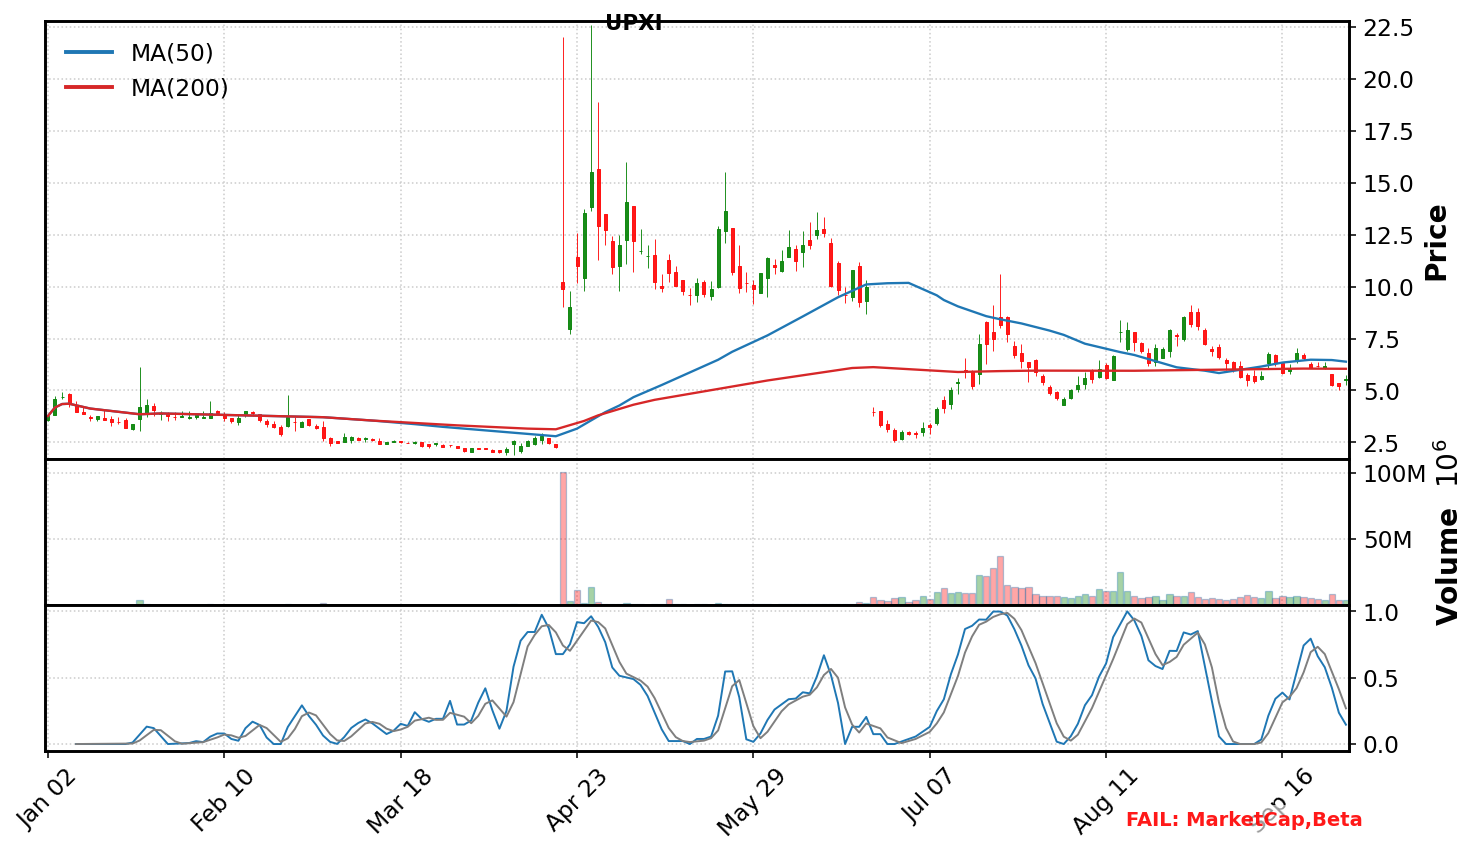 UPXI
MA(50)
MA(200)
22.5
20.0
17.5
15.0
12.5
10.0
7.5
5.0
2.5
Price
100M
50M
Volume 10^6
1.0
0.5
0.0
Jan 02
Feb 10
Mar 18
Apr 23
May 29
Jul 07
Aug 11
Sep 16
FAIL: MarketCap,Beta